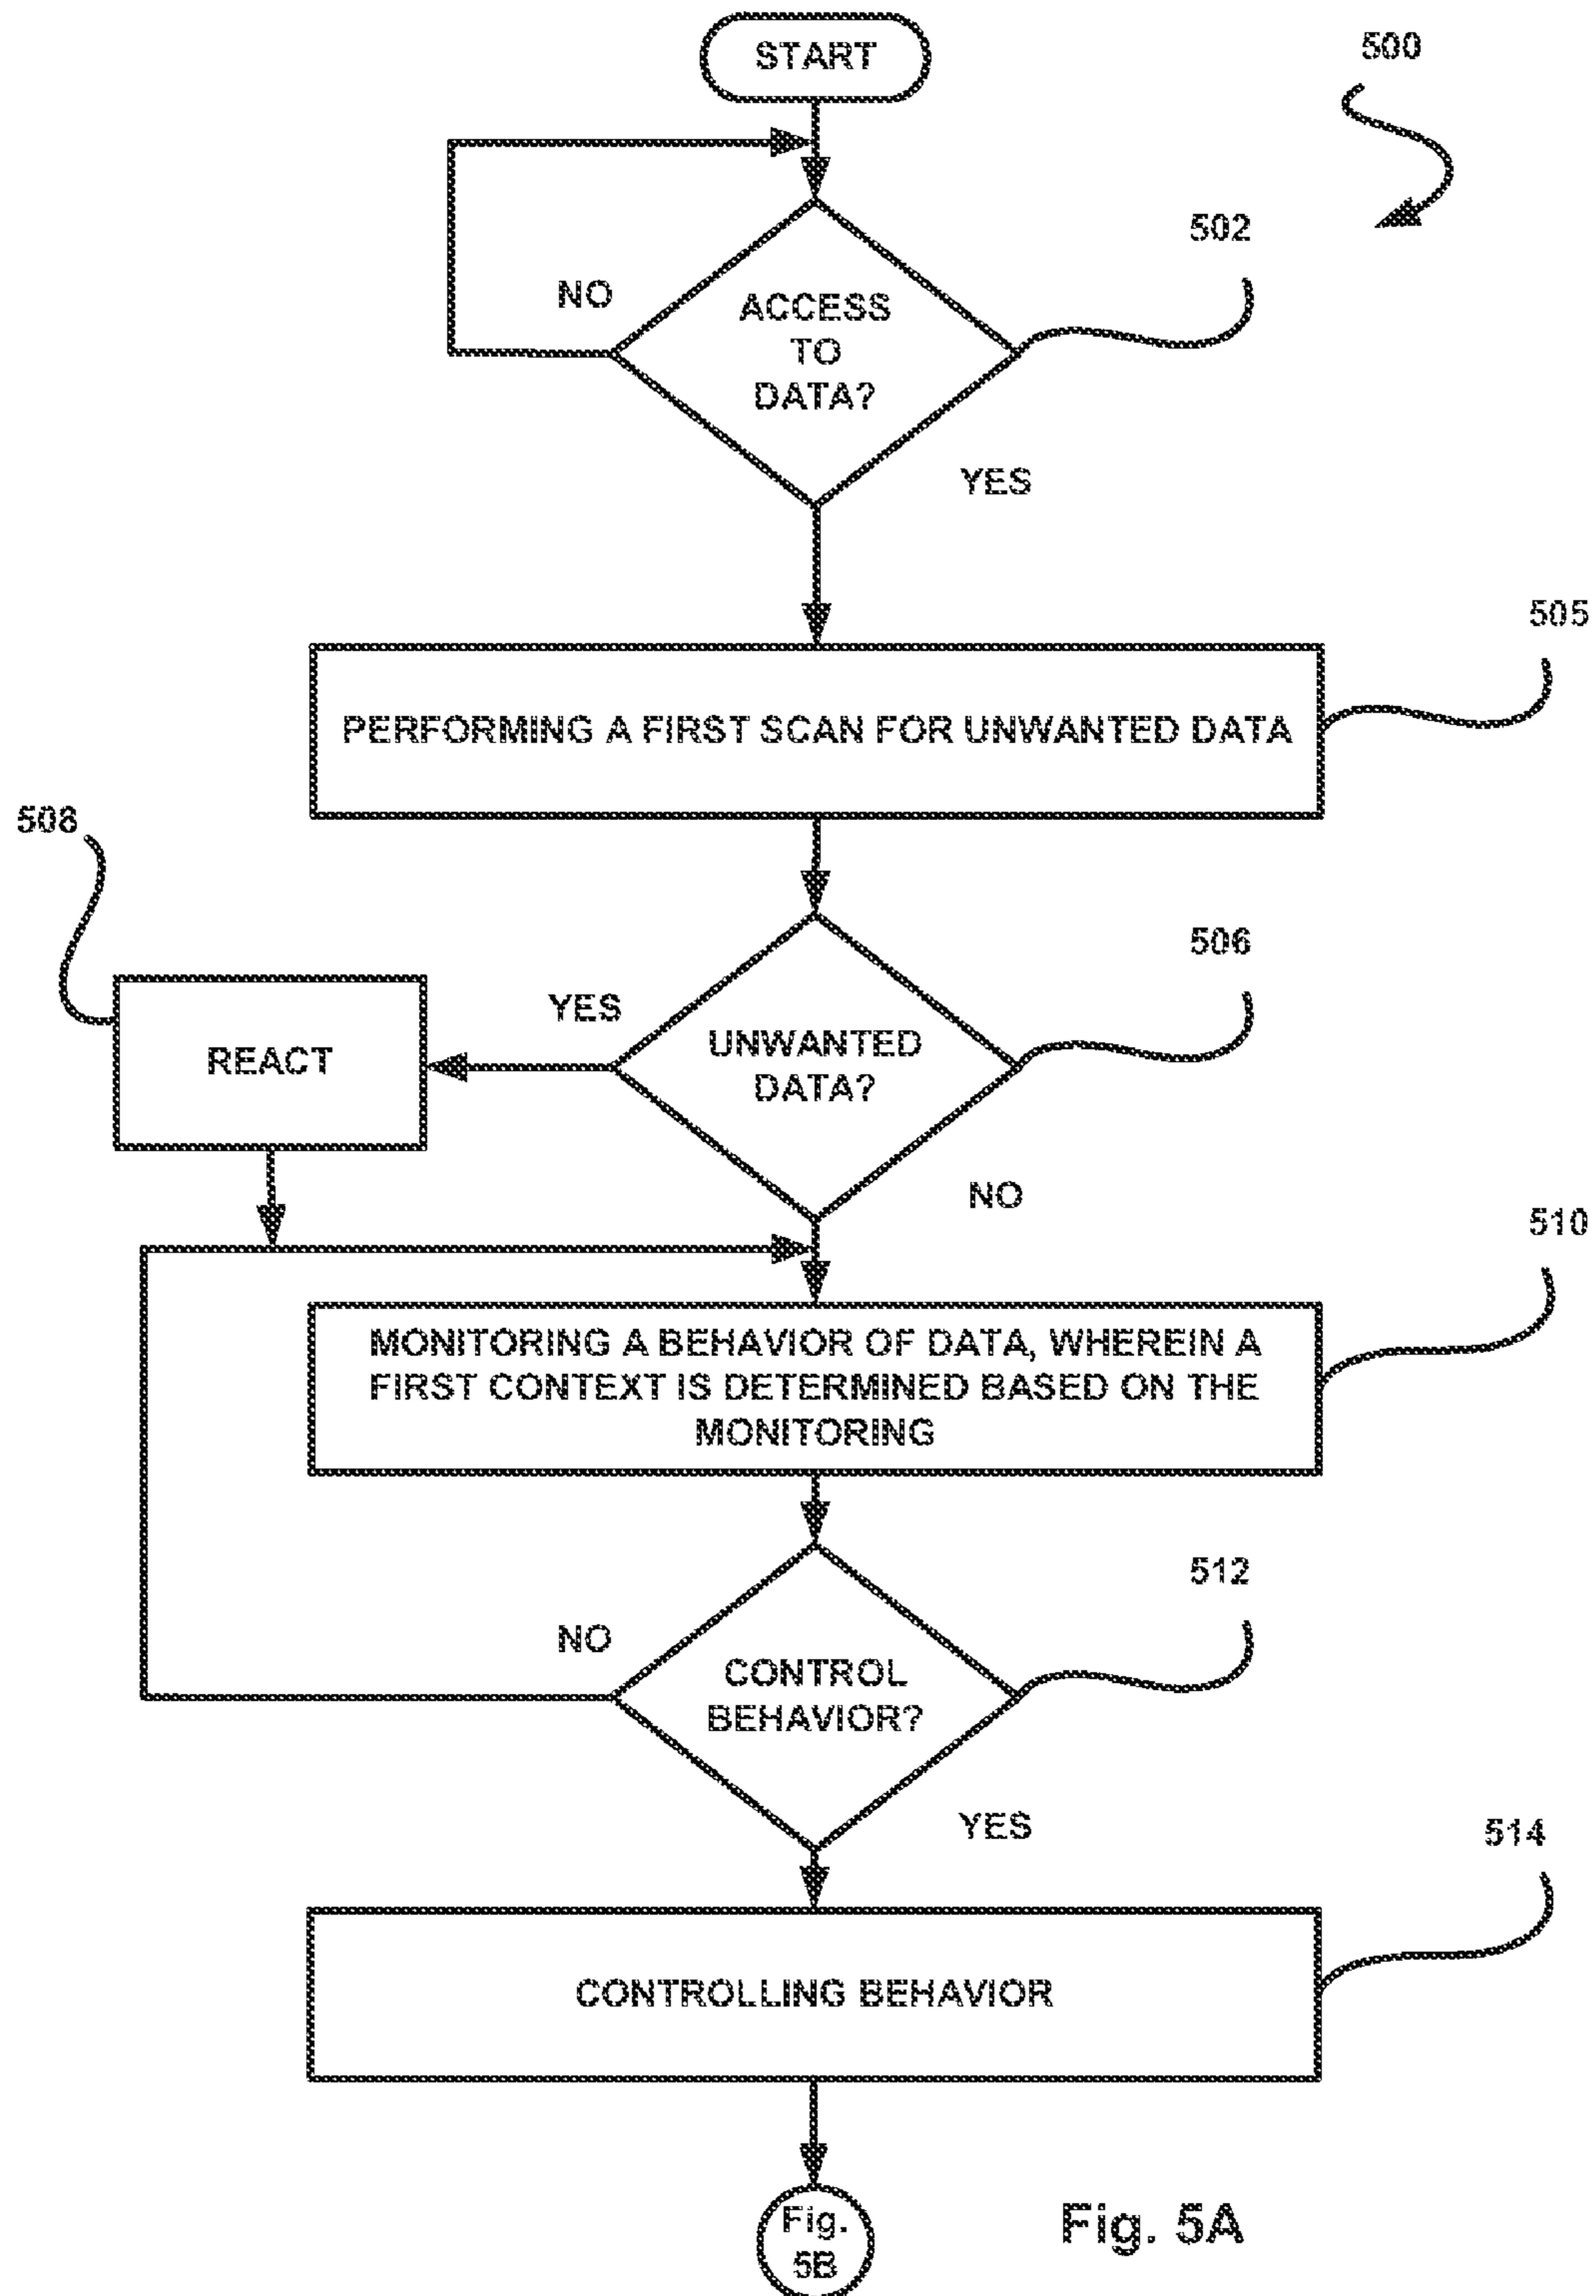 START
500
502
NO
ACCESS
TO
DATA?
YES
505
PERFORMING A FIRST SCAN FOR UNWANTED DATA
508
506
YES
REACT
UNWANTED
DATA?
NO
510
MONITORING A BEHAVIOR OF DATA, WHEREIN A
FIRST CONTEXT IS DETERMINED BASED ON THE
MONITORING
512
NO
CONTROL
BEHAVIOR?
YES
514
CONTROLLING BEHAVIOR
Fig.
5B
Fig. 5A